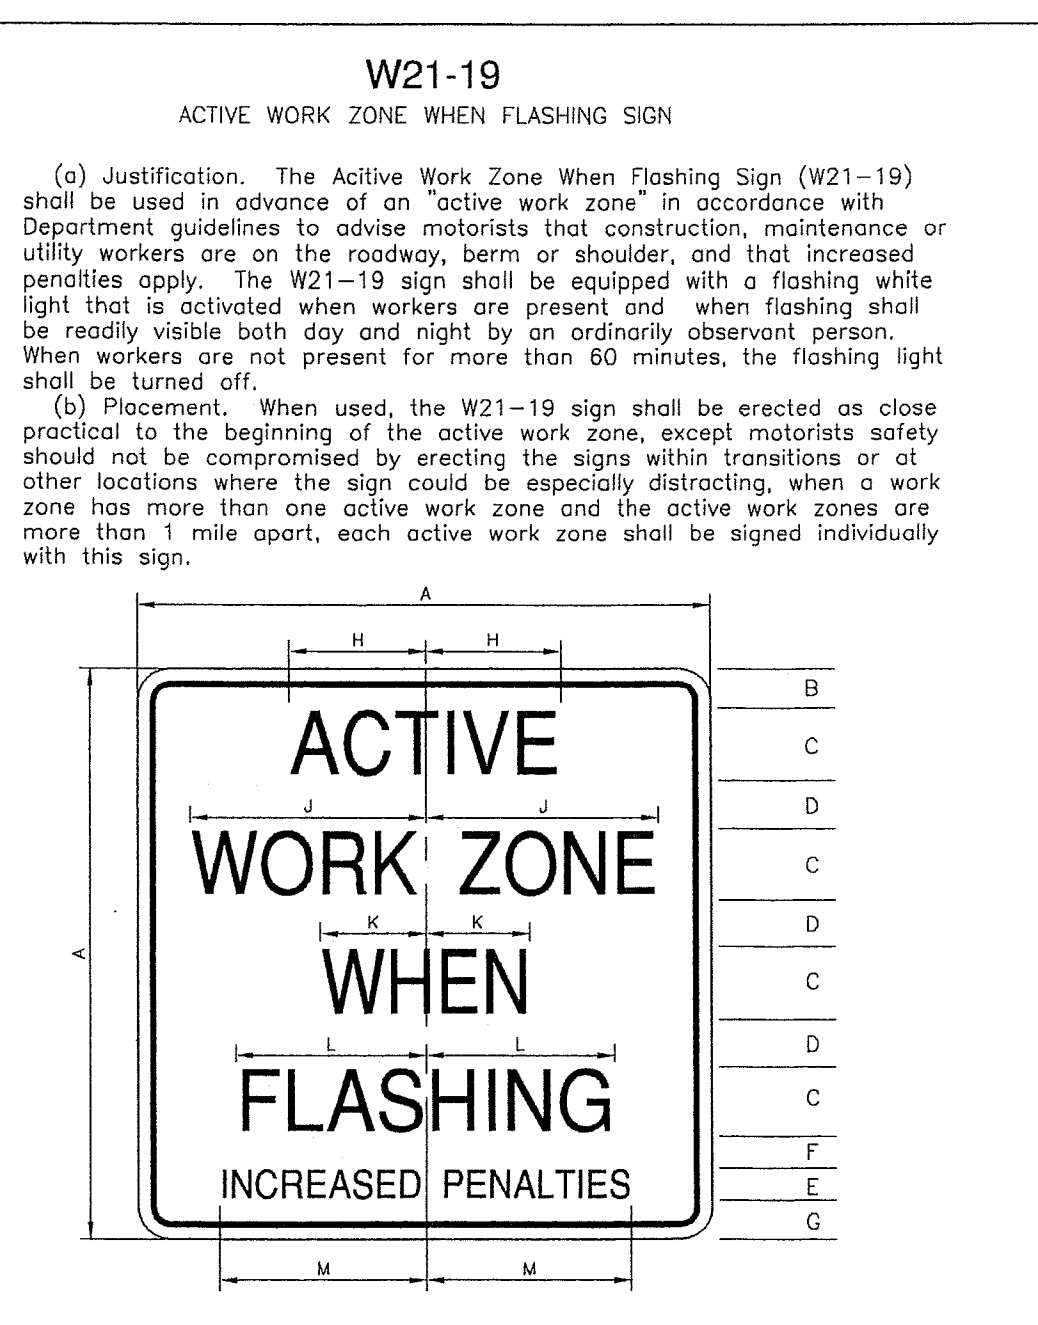 W21-19
ACTIVE WORK ZONE WHEN FLASHING SIGN
(a) Justification. The Acitive Work Zone When Flashing Sign (W21-19)
shall be used in advance of an "active work zone" in accordance with
Department guidelines to advise motorists that construction, maintenance or
utility workers are on the roadway, berm or shoulder, and that increased
penalties apply. The W21-19 sign shall be equipped with a flashing white
light that is activated when workers are present and when flashing shall
be readily visible both day and night by an ordinarily observant person.
When workers are not present for more than 60 minutes, the flashing light
shall be turned off.
(b) Placement. When used, the W21-19 sign shall be erected as close
practical to the beginning of the active work zone, except motorists safety
should not be compromised by erecting the signs within transitions or at
other locations where the sign could be especially distracting, when a work
zone has more than one active work zone and the active work zones are
more than 1 mile apart, each active work zone shall be signed individually
with this sign.
A
H H
B
ACTIVE
C
J J
D
WORK ZONE
C
K K
D
A
WHEN
C
L L
D
FLASHING
C
F
INCREASED PENALTIES
E
G
M M